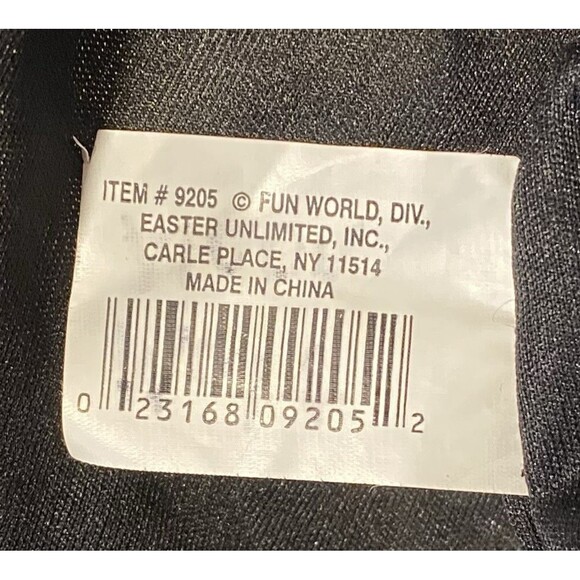 ITEM # 9205 © FUN WORLD, DIV.,
EASTER UNLIMITED, INC.,
CARLE PLACE, NY 11514
MADE IN CHINA
0 23168 09205 2